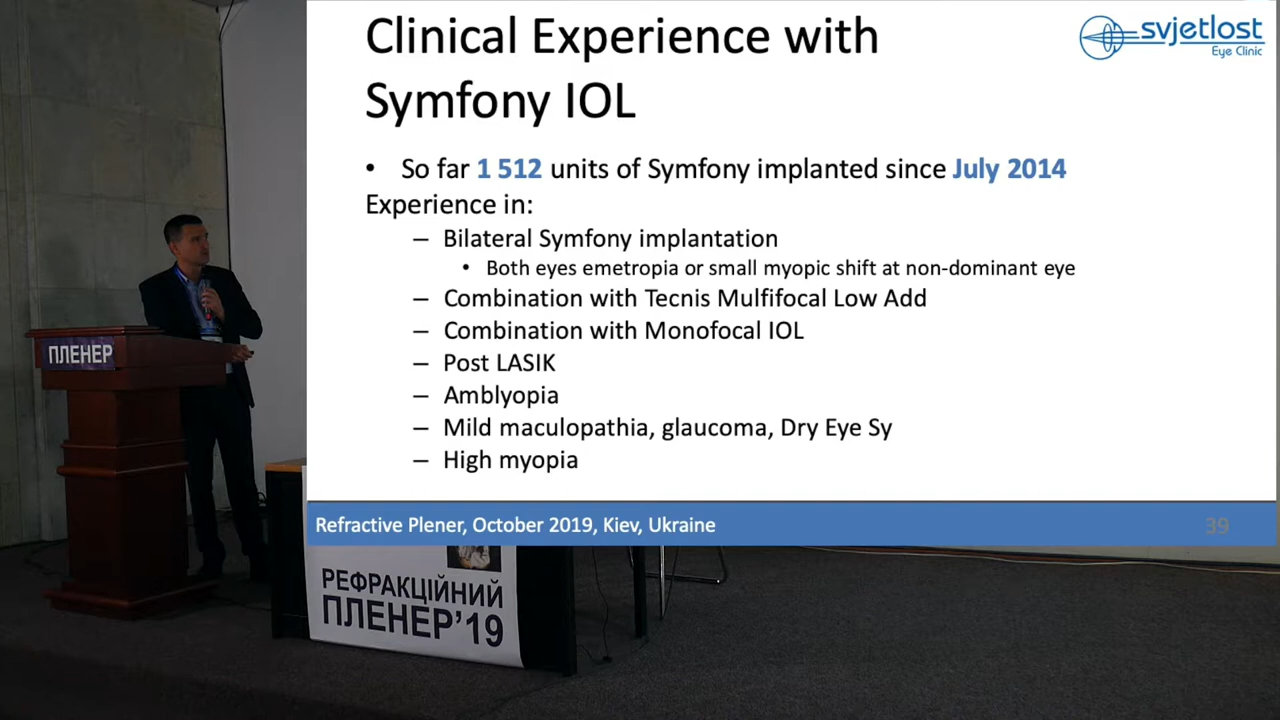 Clinical Experience with
Symfony IOL
svjetlost
Eye Clinic
• So far 1 512 units of Symfony implanted since July 2014
Experience in:
– Bilateral Symfony implantation
• Both eyes emetropia or small myopic shift at non-dominant eye
– Combination with Tecnis Mulfifocal Low Add
– Combination with Monofocal IOL
– Post LASIK
– Amblyopia
– Mild maculopathia, glaucoma, Dry Eye Sy
– High myopia
Refractive Plener, October 2019, Kiev, Ukraine
39
ПЛЕНЕР
РЕФРАКЦІЙНИЙ
ПЛЕНЕР’19